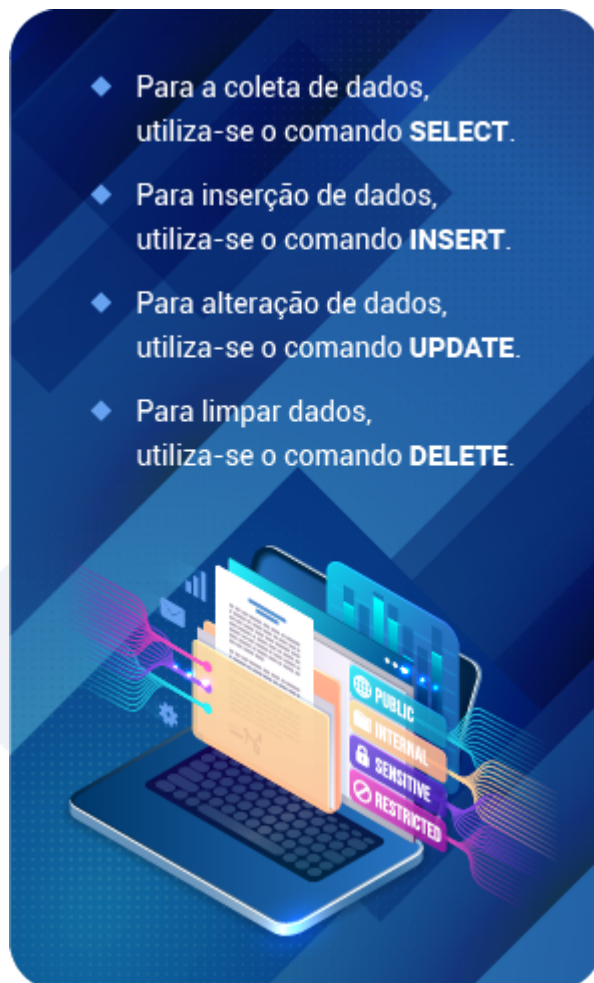 Para a coleta de dados,
utiliza-se o comando SELECT.
Para inserção de dados,
utiliza-se o comando INSERT.
Para alteração de dados,
utiliza-se o comando UPDATE.
Para limpar dados,
utiliza-se o comando DELETE.
PUBLIC
INTERNAL
SENSITIVE
RESTRICTED